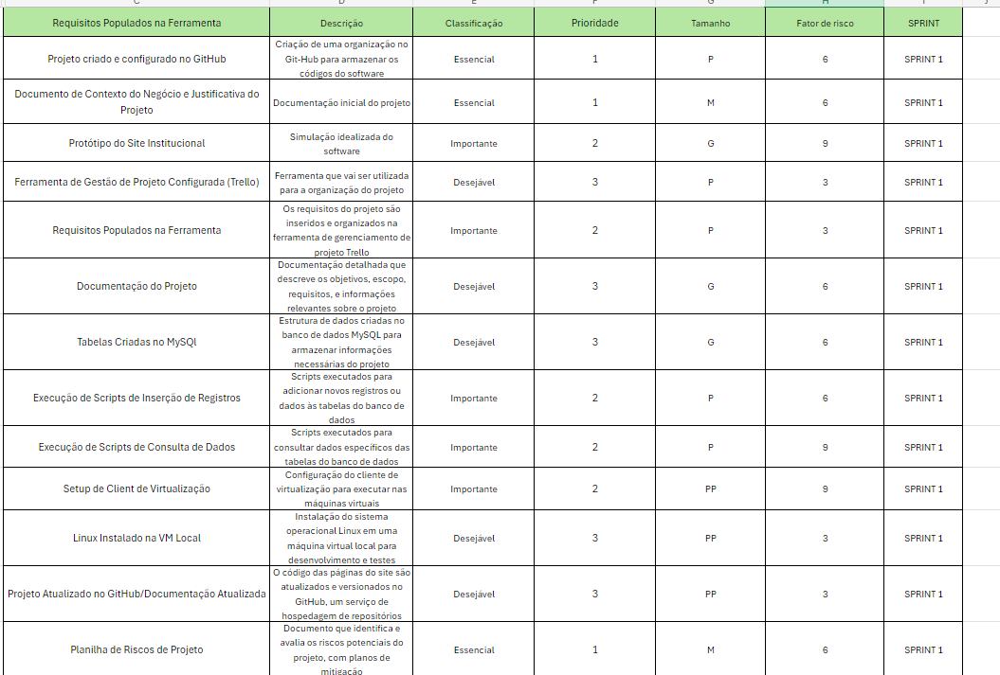 C D E F G H I J
Requisitos Populados na Ferramenta Descrição Classificação Prioridade Tamanho Fator de risco SPRINT
Criação de uma organização no
Projeto criado e configurado no GitHub Git-Hub para armazenar os Essencial 1 P 6 SPRINT 1
códigos do software
Documento de Contexto do Negócio e Justificativa do
Projeto Documentação inicial do projeto Essencial 1 M 6 SPRINT 1
Protótipo do Site Institucional Simulação idealizada do
software Importante 2 G 9 SPRINT 1
Ferramenta de Gestão de Projeto Configurada (Trello) Ferramenta que vai ser utilizada
para a organização do projeto Desejável 3 P 3 SPRINT 1
Os requisitos do projeto são
inseridos e organizados na
Requisitos Populados na Ferramenta ferramenta de gerenciamento de Importante 2 P 3 SPRINT 1
projeto Trello
Documentação detalhada que
descreve os objetivos, escopo,
Documentação do Projeto requisitos, e informações Desejável 3 G 6 SPRINT 1
relevantes sobre o projeto
Estrutura de dados criadas no
banco de dados MySQL para
Tabelas Criadas no MySQl armazenar informações Desejável 3 G 6 SPRINT 1
necessárias do projeto
Scripts executados para
adicionar novos registros ou
Execução de Scripts de Inserção de Registros dados às tabelas do banco de Importante 2 P 6 SPRINT 1
dados
Scripts executados para
Execução de Scripts de Consulta de Dados consultar dados específicos das Importante 2 P 9 SPRINT 1
tabelas do banco de dados
Configuração do cliente de
Setup de Client de Virtualização virtualização para executar nas Importante 2 PP 9 SPRINT 1
máquinas virtuais
Instalação do sistema
operacional Linux em uma
Linux Instalado na VM Local máquina virtual local para Desejável 3 PP 3 SPRINT 1
desenvolvimento e testes
O código das páginas do site são
atualizados e versionados no
Projeto Atualizado no GitHub/Documentação Atualizada GitHub, um serviço de Desejável 3 PP 3 SPRINT 1
hospedagem de repositórios
Documento que identifica e
avalia os riscos potenciais do
Planilha de Riscos de Projeto projeto, com planos de Essencial 1 M 6 SPRINT 1
mitigação